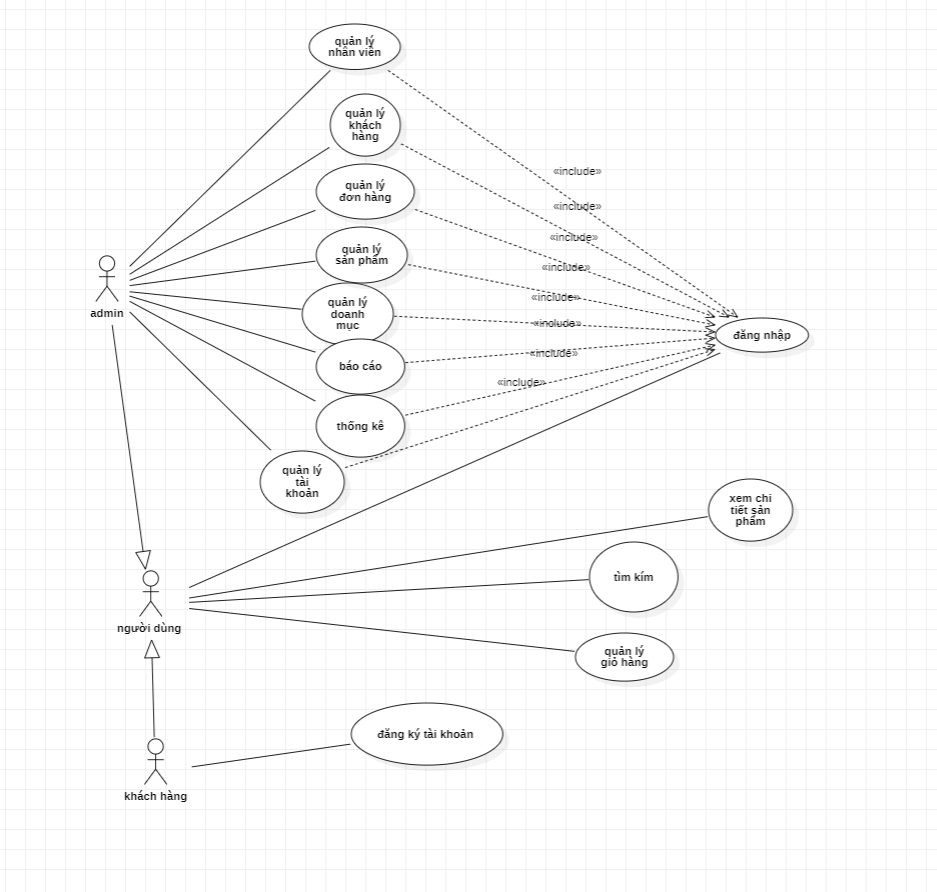 quản lý
nhân viên
quản lý
khách
hàng
«include»
quản lý
đơn hàng
«include»
«include»
quản lý
sản phẩm
«include»
admin
quản lý
doanh
mục
«include»
«include»
đăng nhập
báo cáo
«include»
«include»
thống kê
quản lý
tài
khoản
xem chi
tiết sản
phẩm
tìm kím
người dùng
quản lý
giỏ hàng
đăng ký tài khoản
khách hàng